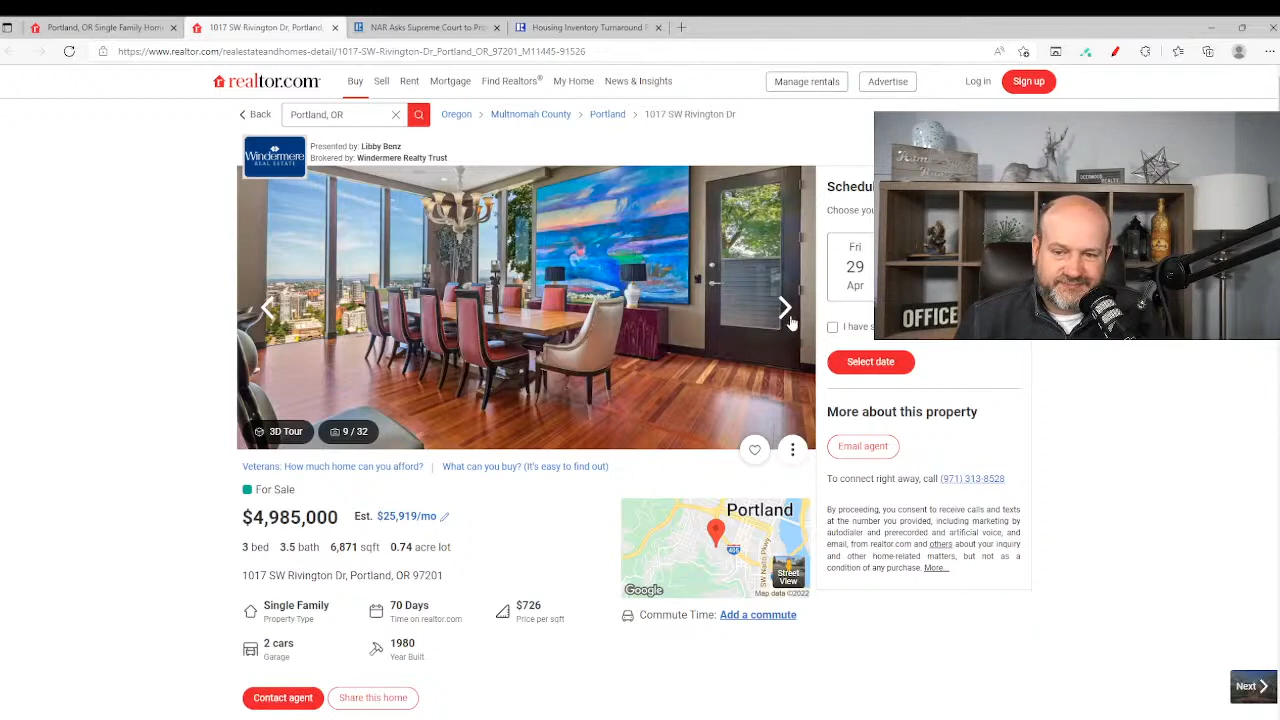 Portland, OR Single Family Home
1017 SW Rivington Dr, Portland,
NAR Asks Supreme Court to Pro
Housing Inventory Turnaround P
https://www.realtor.com/realestateandhomes-detail/1017-SW-Rivington-Dr_Portland_OR_97201_M11445-91526
realtor.com®
Buy Sell Rent Mortgage Find Realtors® My Home News & Insights
Manage rentals Advertise Log in Sign up
Back Portland, OR
Oregon > Multnomah County > Portland > 1017 SW Rivington Dr
Windermere
REAL ESTATE
Presented by: Libby Benz
Brokered by: Windermere Realty Trust
Schedu
Choose you
Fri
29
Apr
I have s
Select date
OFFICE
DEERWOOD REALTY
3D Tour 9 / 32
More about this property
Email agent
To connect right away, call (971) 313-8528
By proceeding, you consent to receive calls and texts
at the number you provided, including marketing by
autodialer and prerecorded and artificial voice, and
email, from realtor.com and others about your inquiry
and other home-related matters, but not as a
condition of any purchase. More...
Veterans: How much home can you afford? | What can you buy? (It's easy to find out)
For Sale
$4,985,000 Est. $25,919/mo
3 bed 3.5 bath 6,871 sqft 0.74 acre lot
1017 SW Rivington Dr, Portland, OR 97201
Single Family
Property Type
70 Days
Time on realtor.com
$726
Price per sqft
2 cars
Garage
1980
Year Built
Portland
405
SW Naito Pkwy
Street
View
Google
Map data ©2022
Commute Time: Add a commute
Contact agent Share this home
Next